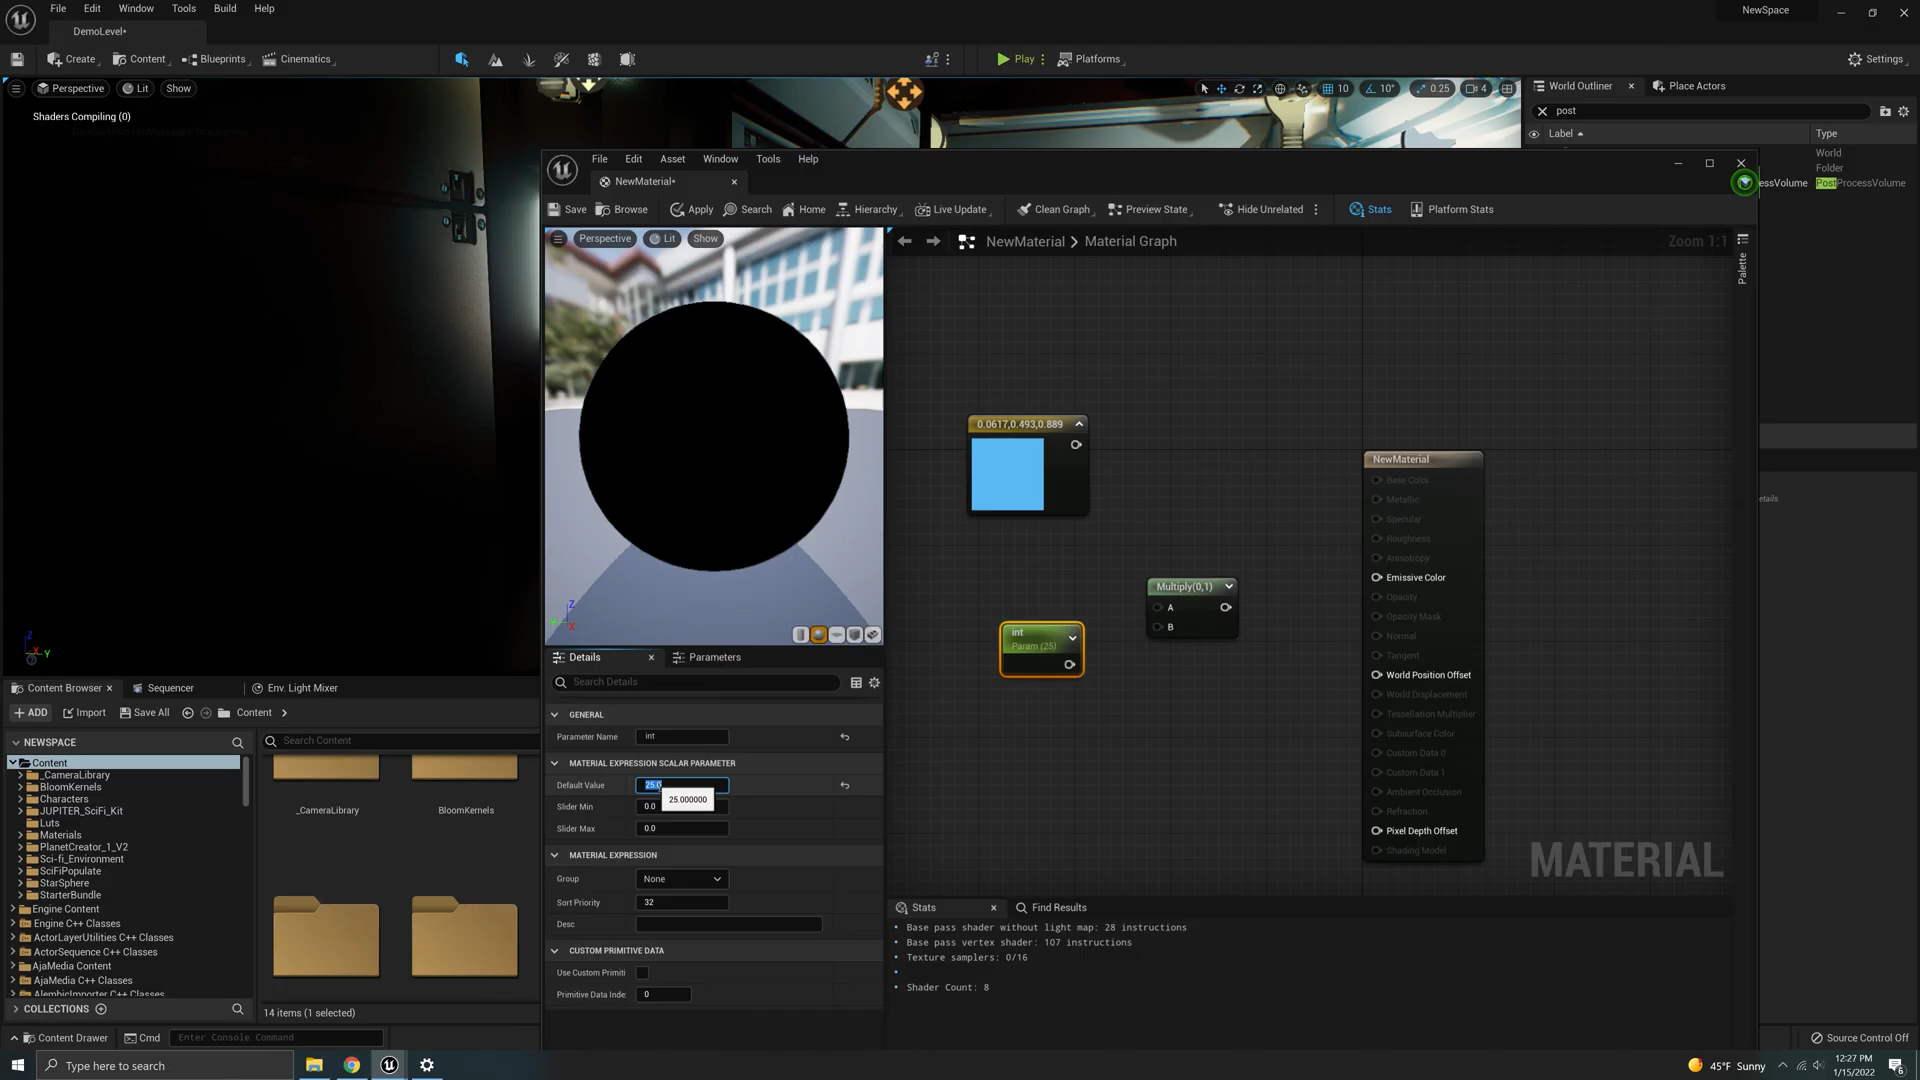 File Edit Window Tools Build Help
NewSpace
DemoLevel*
Create Content Blueprints Cinematics Play Platforms Settings
Perspective Lit Show
10 10° 0.25 4
World Outliner Place Actors
Shaders Compiling (0)
post
Label Type
World
Folder
essVolume PostProcessVolume
File Edit Asset Window Tools Help
NewMaterial*
Save Browse Apply Search Home Hierarchy Live Update Clean Graph Preview State Hide Unrelated Stats Platform Stats
Perspective Lit Show
NewMaterial > Material Graph
Zoom 1:1
Palette
0.0617,0.493,0.889
NewMaterial
Base Color
Metallic
Specular
Roughness
Anisotropy
Emissive Color
Opacity
Opacity Mask
Normal
Tangent
World Position Offset
World Displacement
Tessellation Multiplier
Subsurface Color
Custom Data 0
Custom Data 1
Ambient Occlusion
Refraction
Pixel Depth Offset
Shading Model
Multiply(0,1)
A
B
int
Param (25)
MATERIAL
etails
Z
Y
X
Z
X
Y
Details Parameters
Search Details
GENERAL
Parameter Name int
MATERIAL EXPRESSION SCALAR PARAMETER
Default Value 25.0
25.000000
Slider Min 0.0
Slider Max 0.0
MATERIAL EXPRESSION
Group None
Sort Priority 32
Desc
CUSTOM PRIMITIVE DATA
Use Custom Primiti
Primitive Data Inde: 0
Stats Find Results
Base pass shader without light map: 28 instructions
Base pass vertex shader: 107 instructions
Texture samplers: 0/16
Shader Count: 8
Content Browser Sequencer Env. Light Mixer
ADD Import Save All Content
NEWSPACE
Search Content
Content
_CameraLibrary
BloomKernels
Characters
JUPITER_SciFi_Kit
Luts
Materials
PlanetCreator_1_V2
Sci-fi_Environment
SciFiPopulate
StarSphere
StarterBundle
Engine Content
Engine C++ Classes
ActorLayerUtilities C++ Classes
ActorSequence C++ Classes
AjaMedia Content
AjaMedia C++ Classes
AlembicImporter C++ Classes
COLLECTIONS
_CameraLibrary BloomKernels
14 items (1 selected)
Content Drawer Cmd Enter Console Command
Source Control Off
Type here to search
45°F Sunny
12:27 PM
1/15/2022
6